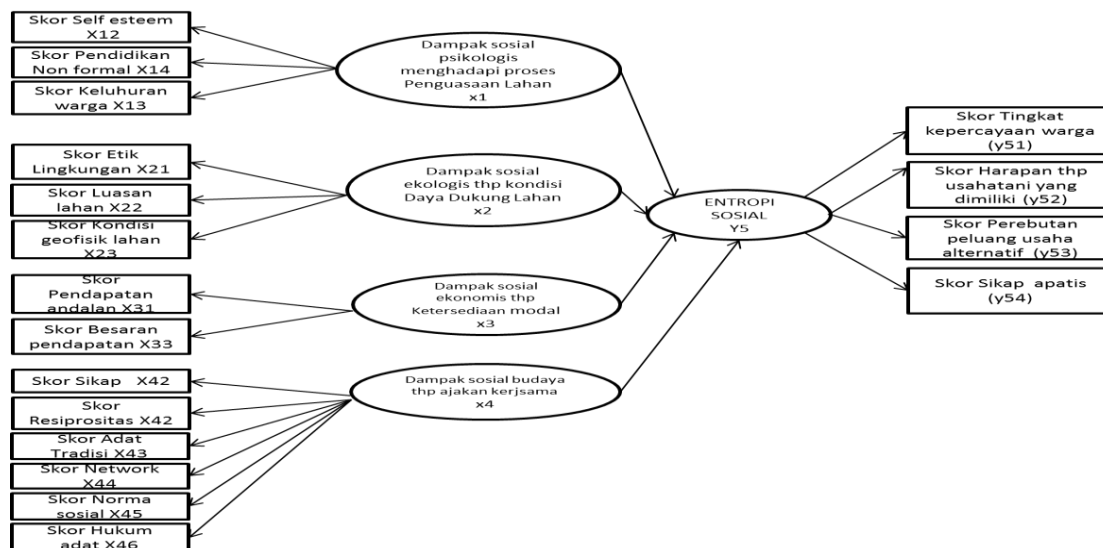 Skor Self esteem
X12
Skor Pendidikan
Non formal X14
Skor Keluhuran
warga X13
Skor Etik
Lingkungan X21
Skor Luasan
lahan X22
Skor Kondisi
geofisik lahan
X23
Skor
Pendapatan
andalan X31
Skor Besaran
pendapatan X33
Skor Sikap X42
Skor
Resiprositas X42
Skor Adat
Tradisi X43
Skor Network
X44
Skor Norma
sosial X45
Skor Hukum
adat X46
Dampak sosial
psikologis
menghadapi proses
Penguasaan Lahan
x1
Dampak sosial
ekologis thp kondisi
Daya Dukung Lahan
x2
Dampak sosial
ekonomis thp
Ketersediaan modal
x3
Dampak sosial budaya
thp ajakan kerjsama
x4
ENTROPI
SOSIAL
Y5
Skor Tingkat
kepercayaan warga
(y51)
Skor Harapan thp
usahatani yang
dimiliki (y52)
Skor Perebutan
peluang usaha
alternatif (y53)
Skor Sikap apatis
(y54)